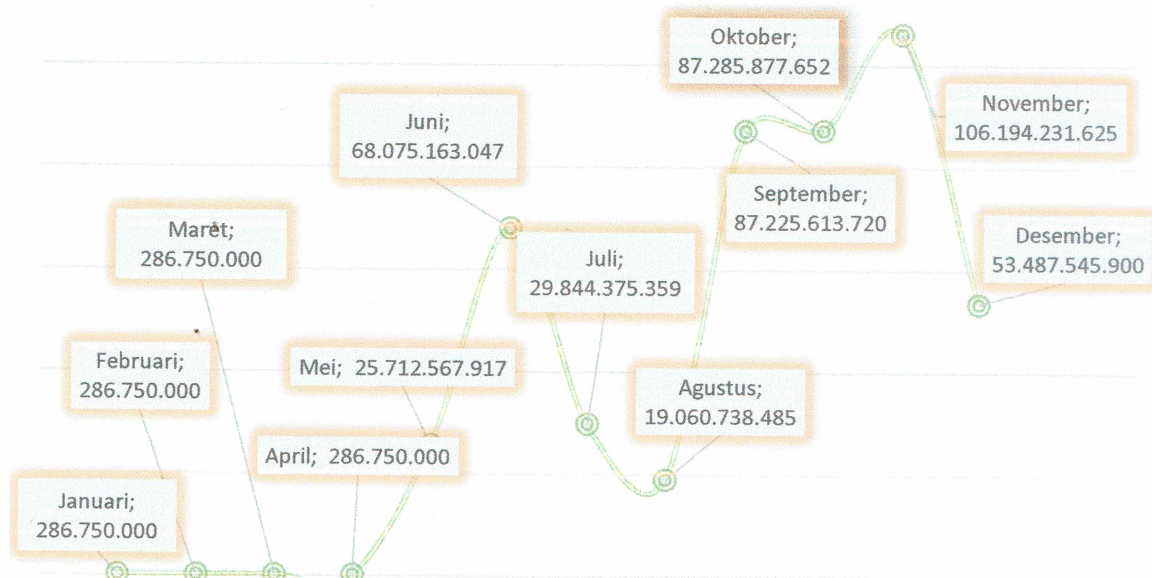 Januari;
286.750.000
Februari;
286.750.000
Maret;
286.750.000
April; 286.750.000
Mei; 25.712.567.917
Juni;
68.075.163.047
Juli;
29.844.375.359
Agustus;
19.060.738.485
September;
87.225.613.720
Oktober;
87.285.877.652
November;
106.194.231.625
Desember;
53.487.545.900